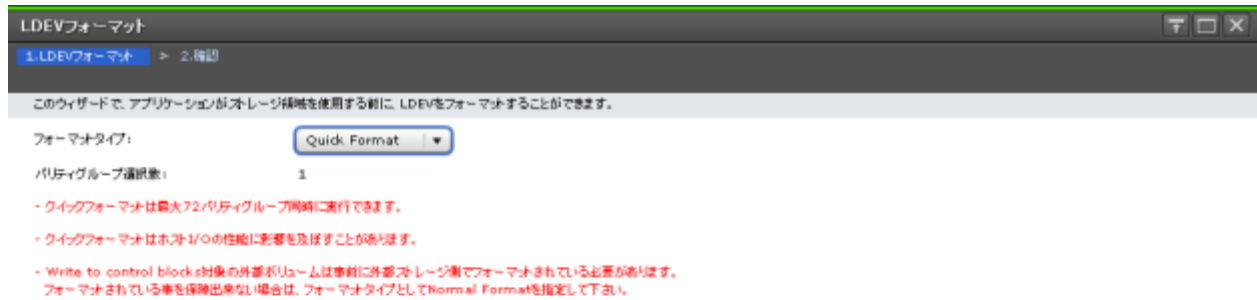 LDEVフォーマット
1.LDEVフォーマット > 2.確認
このウィザードで、アプリケーションがストレージ領域を使用する前に、LDEVをフォーマットすることができます。
フォーマットタイプ: Quick Format
パリティグループ選択数: 1
- クイックフォーマットは最大72パリティグループ同時に実行できます。
- クイックフォーマットはホストI/Oの性能に影響を及ぼすことがあります。
- Write to control blocks対象の外部ボリュームは事前に外部ストレージ側でフォーマットされている必要があります。
フォーマットされている事を保障出来ない場合は、フォーマットタイプとしてNormal Formatを指定して下さい。